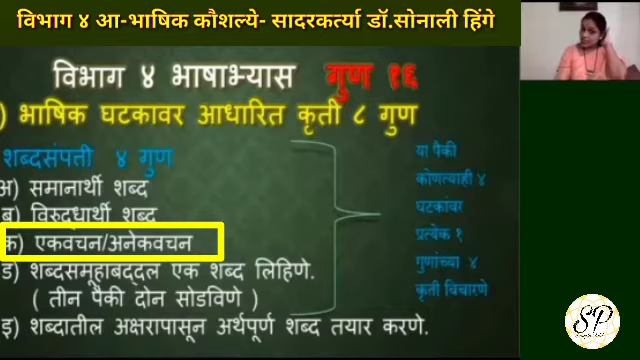 विभाग ४ आ-भाषिक कौशल्ये- सादरकर्त्या डॉ.सोनाली हिंगे
विभाग ४ भाषाभ्यास गुण १६
) भाषिक घटकावर आधारित कृती ८ गुण
शब्दसंपती ४ गुण
अ) समानार्थी शब्द
ब) विरुद्धार्थी शब्द
क) एकवचन/अनेकवचन
ड) शब्दसमूहाबद्दल एक शब्द लिहिणे.
( तीन पैकी दोन सोडविणे )
इ) शब्दातील अक्षरापासून अर्थपूर्ण शब्द तयार करणे.
या पैकी
कोणत्याही ४
घटकांवर
प्रत्येक १
गुणांच्या ४
कृती विचारणे
SP